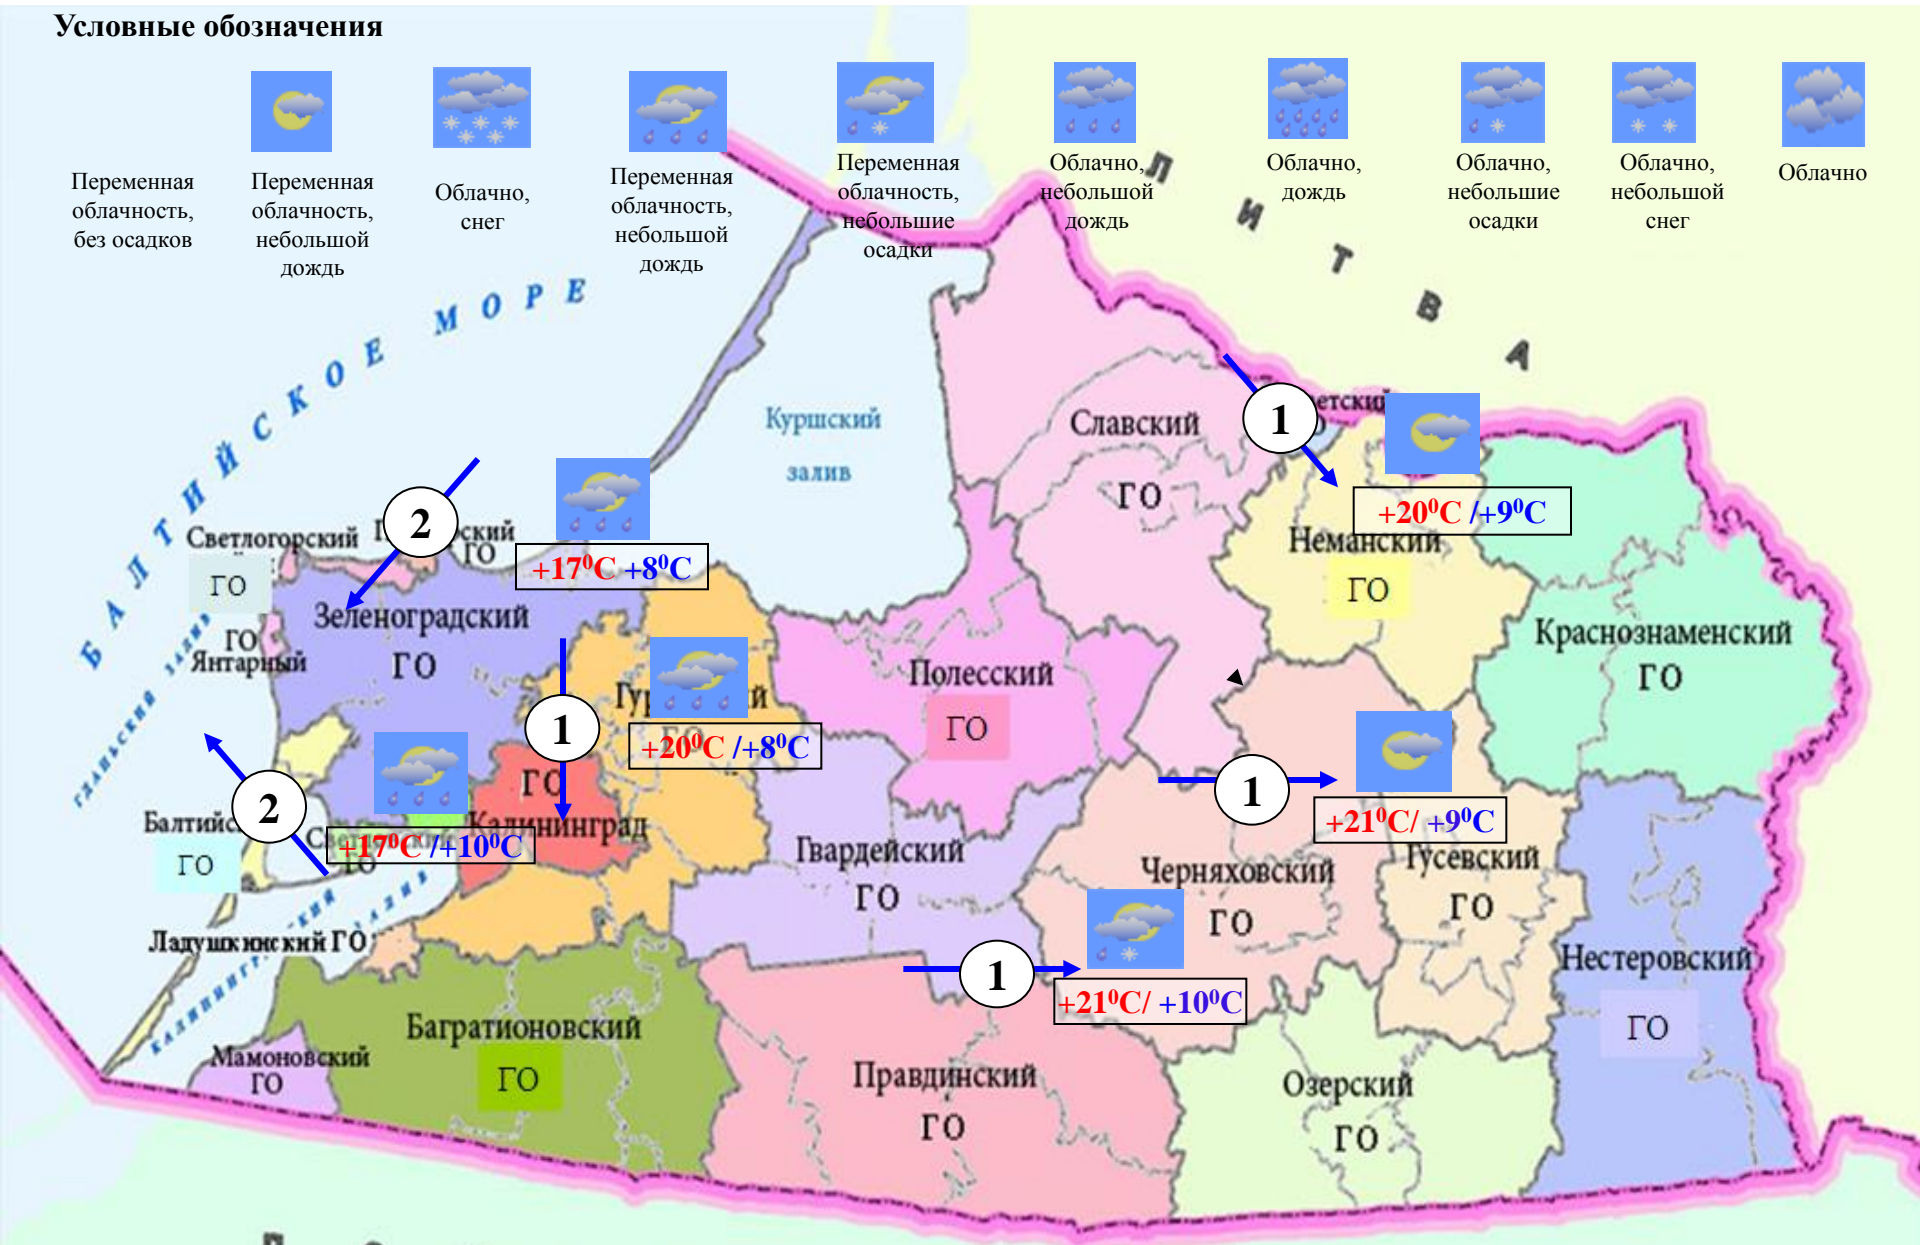 Условные обозначения
Переменная
облачность,
без осадков
Переменная
облачность,
небольшой
дождь
Облачно,
снег
Переменная
облачность,
небольшой
дождь
Переменная
облачность,
небольшие
осадки
Облачно,
небольшой
дождь
Облачно,
дождь
Облачно,
небольшие
осадки
Облачно,
небольшой
снег
Облачно
ЛИТВА
БАЛТИЙСКОЕ МОРЕ
Куршский
залив
Славский
ГО
1
+20⁰С /+9⁰С
Неманский
ГО
2
Светлогорский
ГО
ГО
+17⁰С +8⁰С
Зеленоградский
ГО
ГО
Янтарный
Краснознаменский
ГО
Полесский
ГО
1
+20⁰С /+8⁰С
ГО
Калининград
2
ГО
+17⁰С /+10⁰С
ГО
1
+21⁰С/ +9⁰С
Гвардейский
ГО
Черняховский
ГО
Гусевский
ГО
Ладушкинский ГО
1
+21⁰С/ +10⁰С
Нестеровский
ГО
Багратионовский
ГО
Мамоновский
ГО
Правдинский
ГО
Озерский
ГО